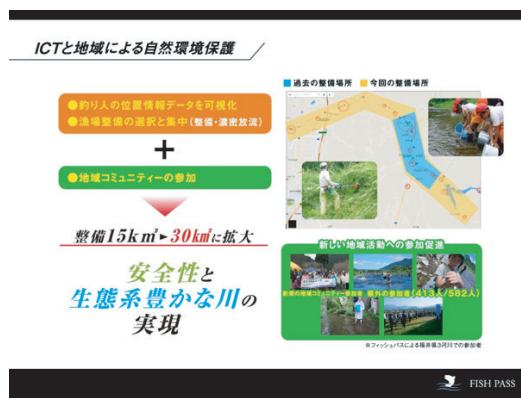 ICTと地域による自然環境保護
●釣り人の位置情報データを可視化
●漁場整備の選択と集中(整備・濃密放流)
+
●地域コミュニティーの参加
整備15k㎡▶30k㎡に拡大
安全性と
生態系豊かな川の
実現
■過去の整備場所 ■今回の整備場所
新しい地域活動への参加促進
新規の地域コミュニティー参加者 県外の参加者(413人/582人)
※フィッシュパスによる福井県3河川での参加者
FISH PASS